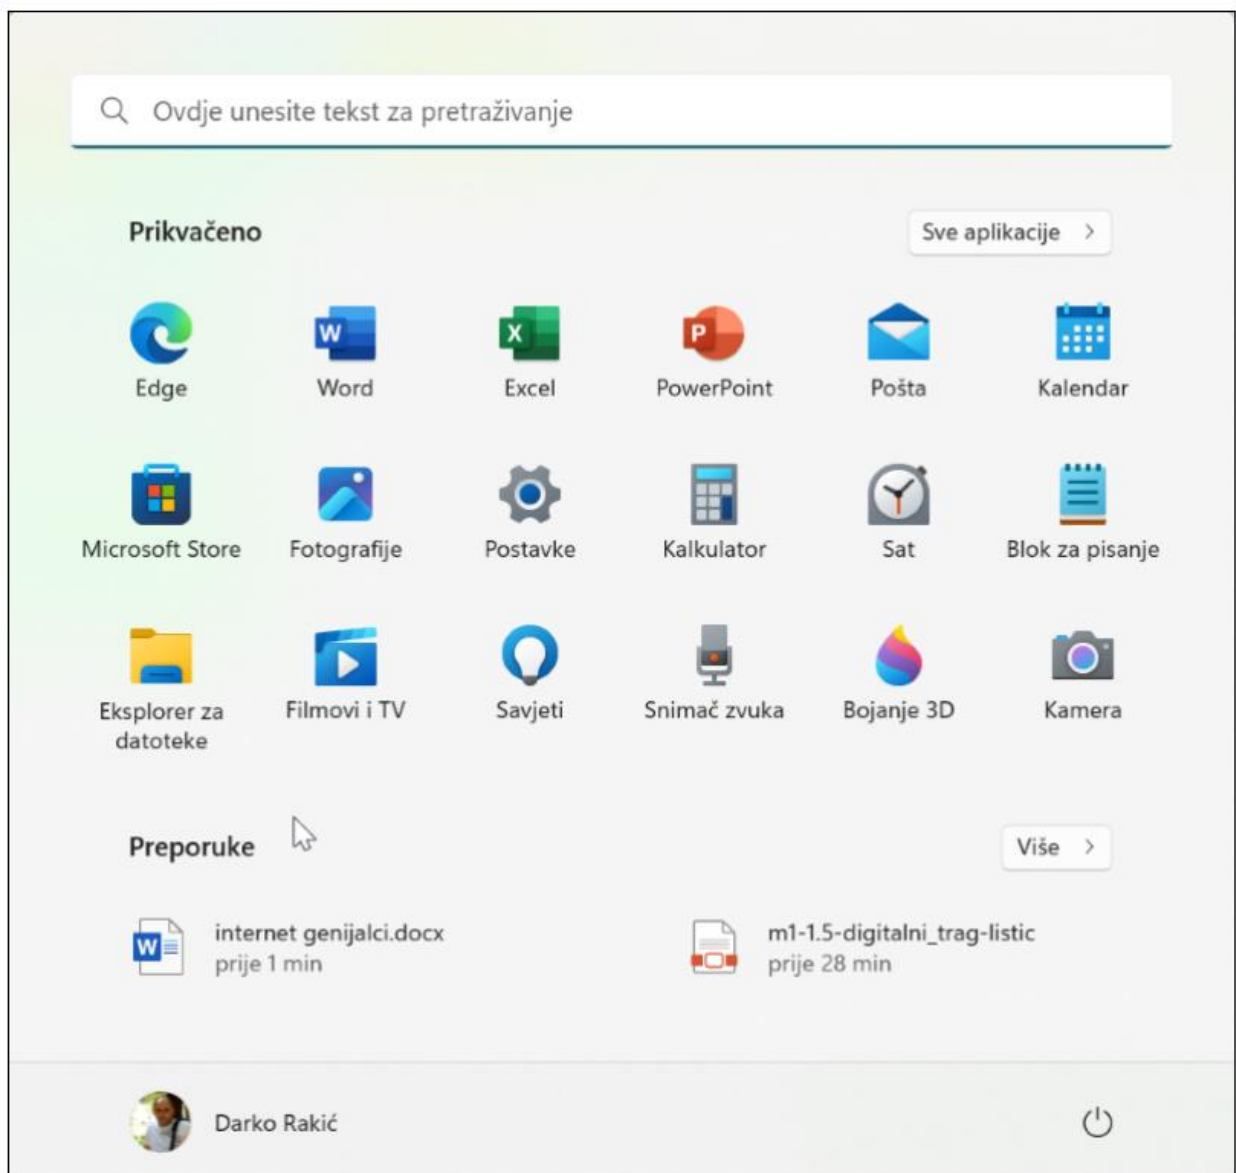 Ovdje unesite tekst za pretraživanje
Prikvačeno
Sve aplikacije
Edge
Word
Excel
PowerPoint
Pošta
Kalendar
Microsoft Store
Fotografije
Postavke
Kalkulator
Sat
Blok za pisanje
Eksplorer za
datoteke
Filmovi i TV
Savjeti
Snimač zvuka
Bojanje 3D
Kamera
Preporuke
Više
internet genijalci.docx
prije 1 min
m1-1.5-digitalni_trag-listic
prije 28 min
Darko Rakić